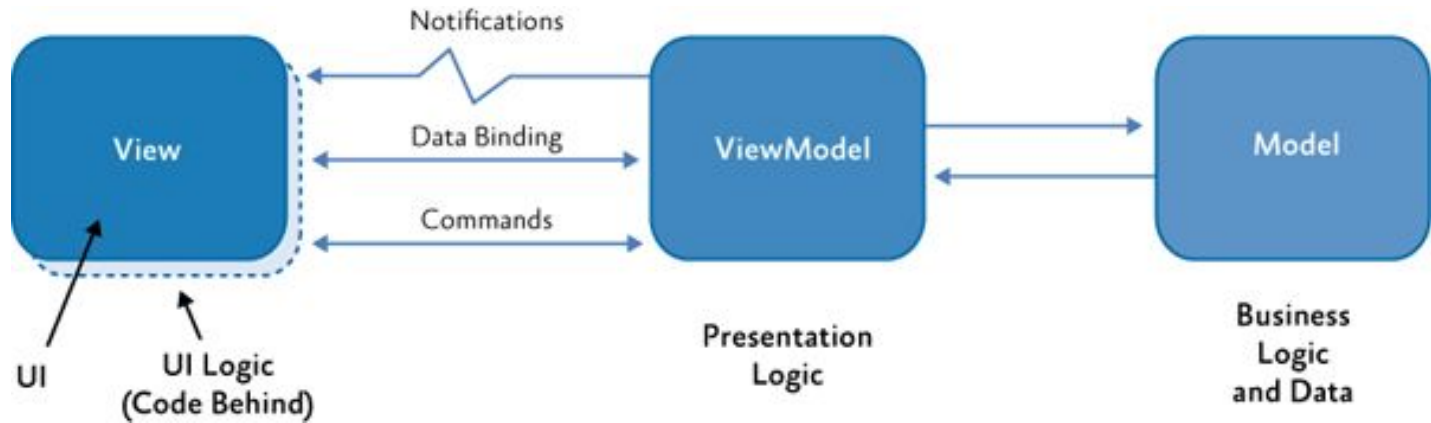 Notifications
View
Data Binding
ViewModel
Model
Commands
UI
UI Logic
(Code Behind)
Presentation
Logic
Business
Logic
and Data